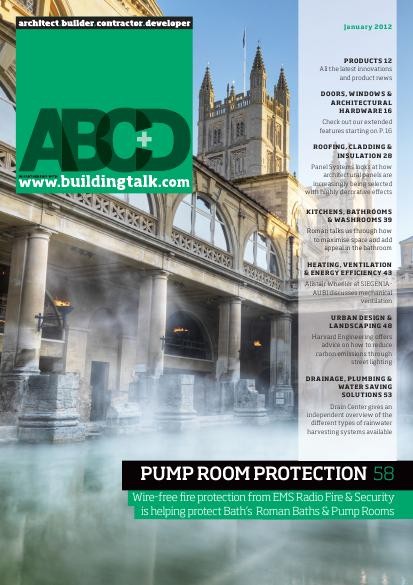 architect.builder.contractor.developer
ABC+D
www.buildingtalk.com
January 2012
PRODUCTS 12
All the latest innovations
and product news
DOORS, WINDOWS &
ARCHITECTURAL
HARDWARE 16
Check out our extended
features starting on P.16
ROOFING, CLADDING &
INSULATION 28
Panel Systems looks at how
architectural panels are
increasingly being selected
with highly decorative effects
KITCHENS, BATHROOMS
& WASHROOMS 39
Roman talks us through how
to maximise space and add
appeal in the bathroom
HEATING, VENTILATION
& ENERGY EFFICIENCY 43
Alistair Wheeler of SIEGENIA-
AUBI discusses mechanical
ventilation
URBAN DESIGN &
LANDSCAPING 48
Harvard Engineering offers
advice on how to reduce
carbon emissions through
street lighting
DRAINAGE, PLUMBING &
WATER SAVING
SOLUTIONS 53
Drain Center gives an
independent overview of the
different types of rainwater
harvesting systems available
PUMP ROOM PROTECTION 58
Wire-free fire protection from EMS Radio Fire & Security
is helping protect Bath's Roman Baths & Pump Rooms